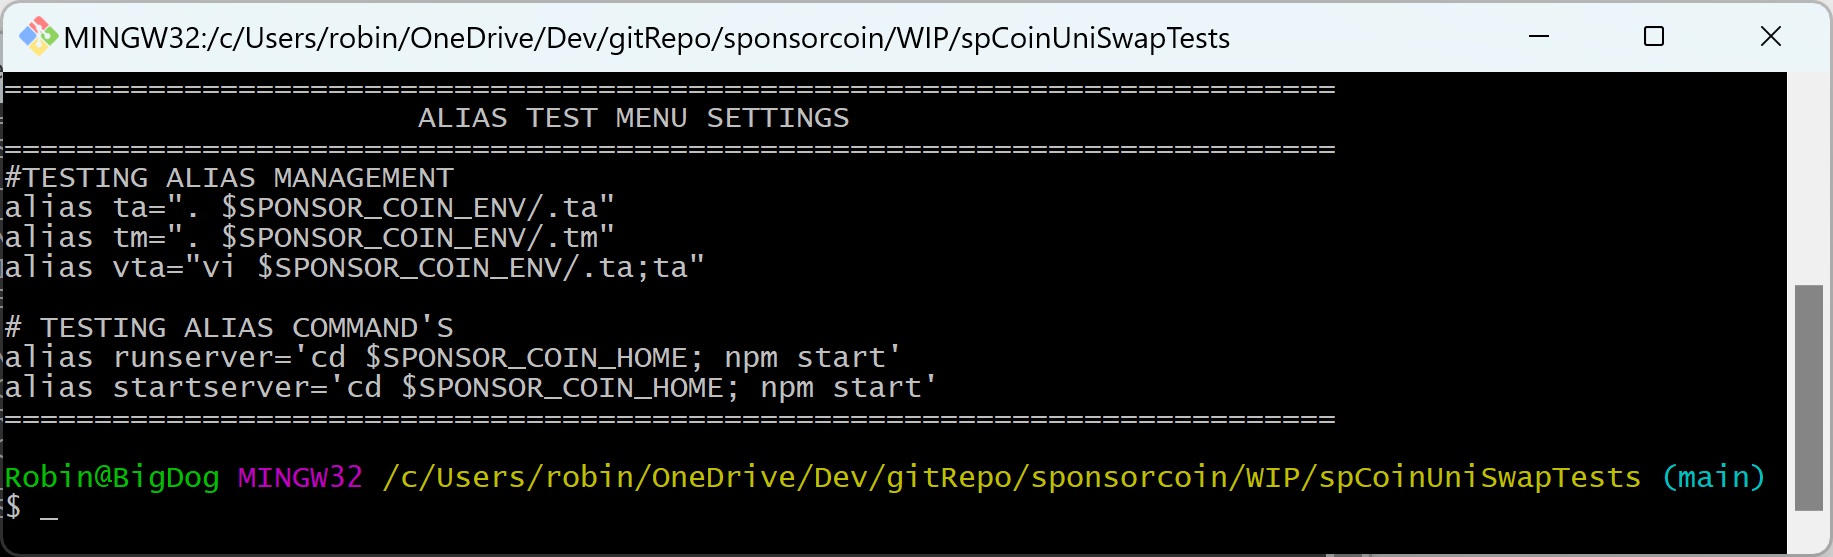 MINGW32:/c/Users/robin/OneDrive/Dev/gitRepo/sponsorcoin/WIP/spCoinUniSwapTests
==========================================================================
ALIAS TEST MENU SETTINGS
==========================================================================
#TESTING ALIAS MANAGEMENT
alias ta=". $SPONSOR_COIN_ENV/.ta"
alias tm=". $SPONSOR_COIN_ENV/.tm"
alias vta="vi $SPONSOR_COIN_ENV/.ta;ta"
# TESTING ALIAS COMMAND'S
alias runserver='cd $SPONSOR_COIN_HOME; npm start'
alias startserver='cd $SPONSOR_COIN_HOME; npm start'
==========================================================================
Robin@BigDog MINGW32 /c/Users/robin/OneDrive/Dev/gitRepo/sponsorcoin/WIP/spCoinUniSwapTests (main)
$ _